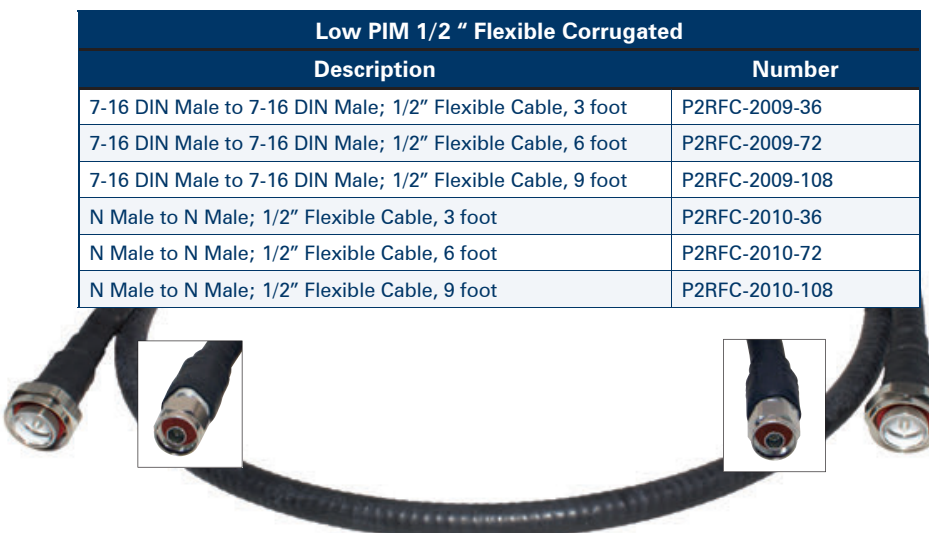 Low PIM 1/2 “ Flexible Corrugated
Description Number
7-16 DIN Male to 7-16 DIN Male; 1/2” Flexible Cable, 3 foot P2RFC-2009-36
7-16 DIN Male to 7-16 DIN Male; 1/2” Flexible Cable, 6 foot P2RFC-2009-72
7-16 DIN Male to 7-16 DIN Male; 1/2” Flexible Cable, 9 foot P2RFC-2009-108
N Male to N Male; 1/2” Flexible Cable, 3 foot P2RFC-2010-36
N Male to N Male; 1/2” Flexible Cable, 6 foot P2RFC-2010-72
N Male to N Male; 1/2” Flexible Cable, 9 foot P2RFC-2010-108